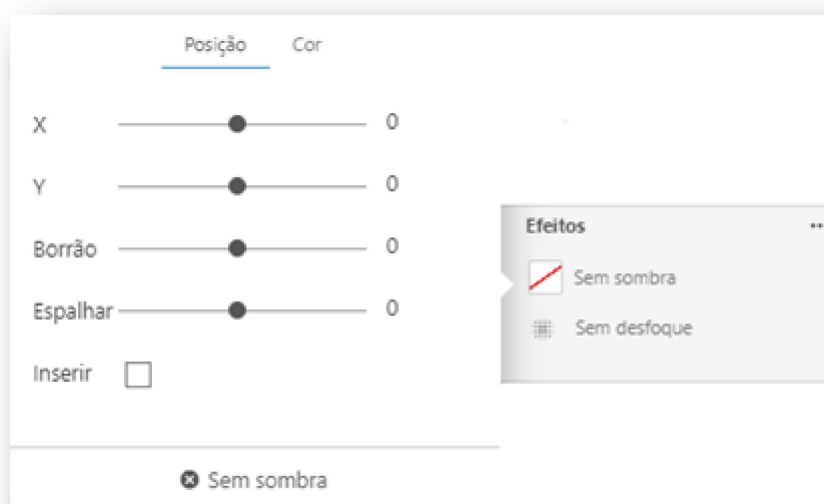 Posição Cor
X 0
Y 0
Borrão 0
Espalhar 0
Inserir
Sem sombra
Efeitos
Sem sombra
Sem desfoque